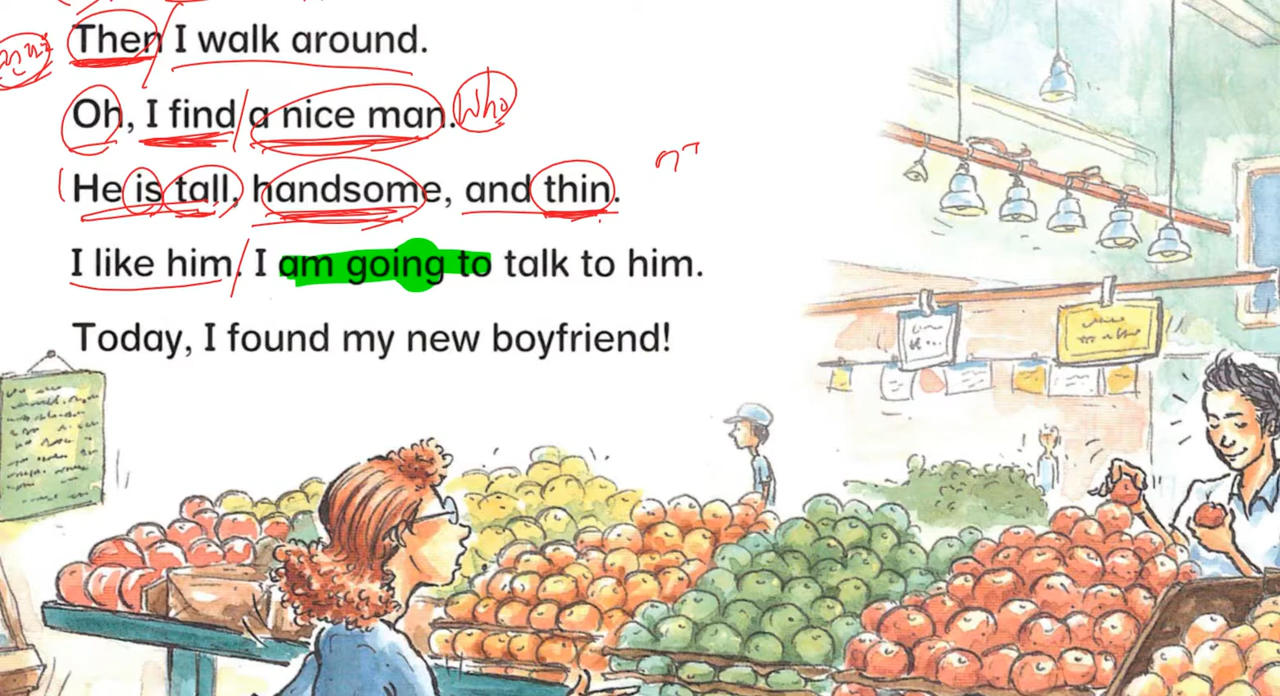 Then I walk around.
Oh, I find a nice man. Who
He is tall, handsome, and thin.
I like him. I am going to talk to him.
Today, I found my new boyfriend!